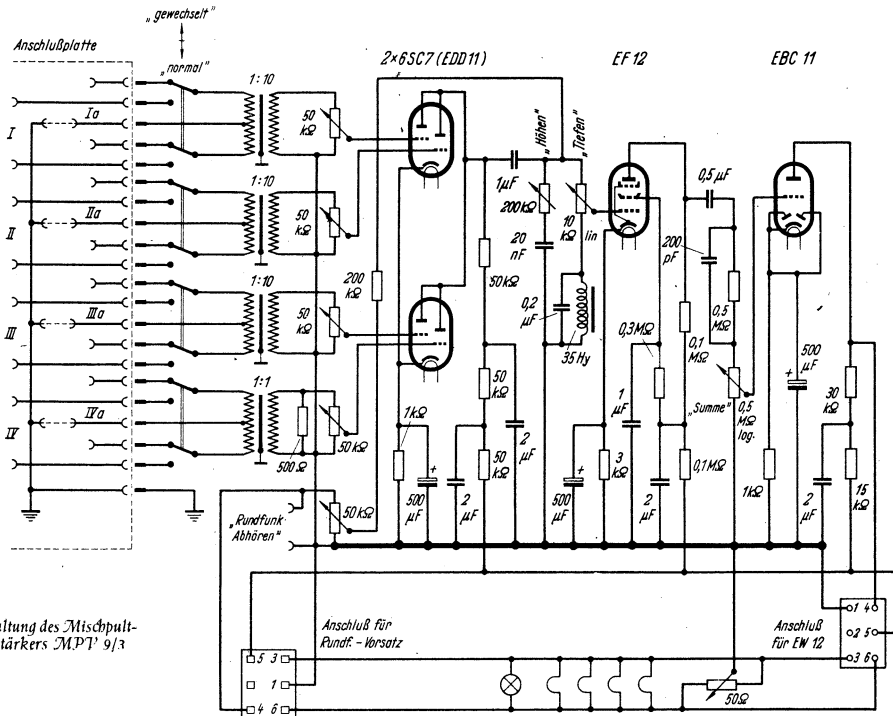 „gewechselt"
Anschlußplatte
„normal"
2×6SC7 (EDD11)
EF 12
EBC 11
1:10
50 kΩ
I
Ia
1:10
50 kΩ
II
IIa
1:10
50 kΩ
III
IIIa
1:1
50 kΩ
500 Ω
IV
IVa
200 kΩ
1µF
„Höhen"
„Tiefen"
200kΩ
20 nF
10 kΩ lin
50kΩ
0,2 µF
35Hy
0,5 µF
200 pF
0,5 MΩ
0,3MΩ
0,1 MΩ
50 kΩ
2 µF
1 µF
„Summe"
0,5 MΩ log.
500 µF
30 kΩ
1kΩ
500 µF
2 µF
50 kΩ
500 µF
3 kΩ
2 µF
0,1MΩ
1kΩ
2 µF
15 kΩ
„Rundfunk Abhören"
50kΩ
ltung des Mischpult-
tärkers MPV 9/3
Anschluß für
Rundf.-Vorsatz
5 3
1
4 6
50Ω
Anschluß
für EW 12
1 4
2 5
3 6